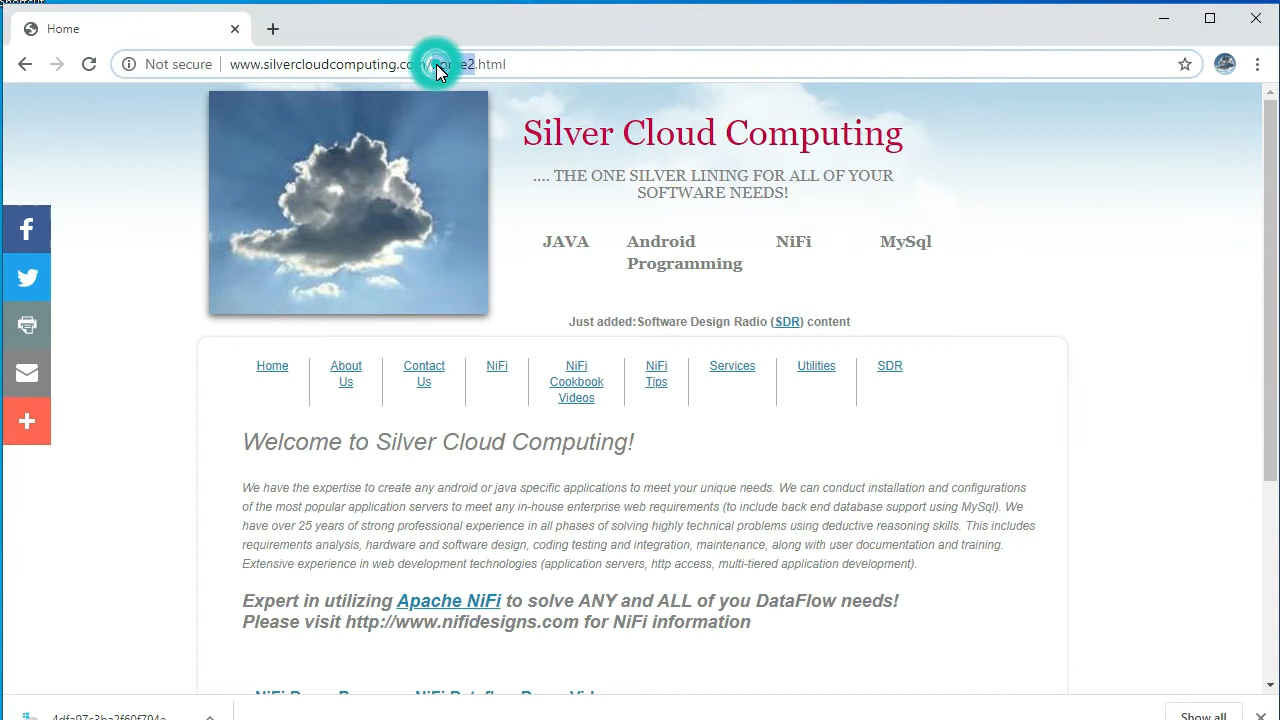 Home
Not secure
www.silvercloudcomputing.com/home2.html
Silver Cloud Computing
.... THE ONE SILVER LINING FOR ALL OF YOUR
SOFTWARE NEEDS!
JAVA Android Programming NiFi MySql
Just added:Software Design Radio (SDR) content
Home About Us Contact Us NiFi NiFi Cookbook Videos NiFi Tips Services Utilities SDR
Welcome to Silver Cloud Computing!
We have the expertise to create any android or java specific applications to meet your unique needs. We can conduct installation and configurations
of the most popular application servers to meet any in-house enterprise web requirements (to include back end database support using MySql). We
have over 25 years of strong professional experience in all phases of solving highly technical problems using deductive reasoning skills. This includes
requirements analysis, hardware and software design, coding testing and integration, maintenance, along with user documentation and training.
Extensive experience in web development technologies (application servers, http access, multi-tiered application development).
Expert in utilizing Apache NiFi to solve ANY and ALL of you DataFlow needs!
Please visit http://www.nifidesigns.com for NiFi information
Show all